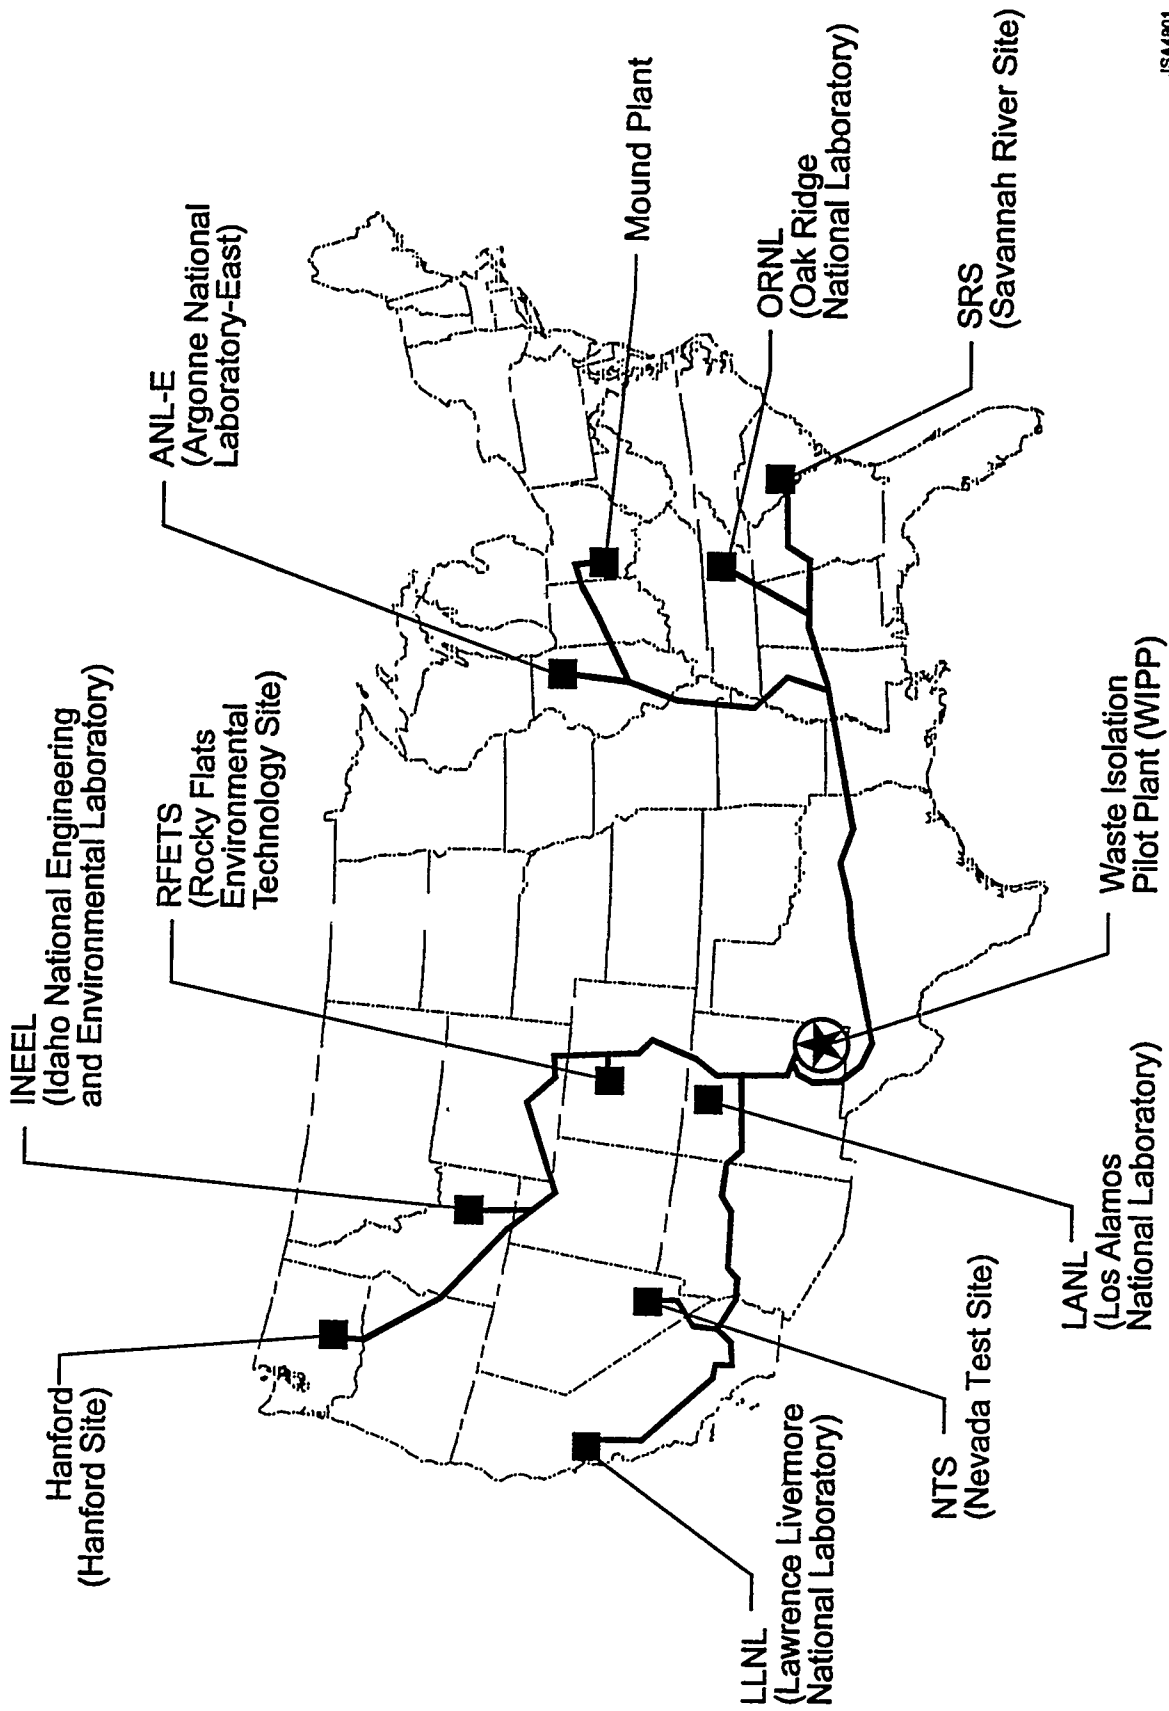 Hanford
(Hanford Site)
INEEL
(Idaho National Engineering
and Environmental Laboratory)
RFETS
(Rocky Flats
Environmental
Technology Site)
ANL-E
(Argonne National
Laboratory-East)
Mound Plant
ORNL
(Oak Ridge
National Laboratory)
SRS
(Savannah River Site)
LLNL
(Lawrence Livermore
National Laboratory)
NTS
(Nevada Test Site)
LANL
(Los Alamos
National Laboratory)
Waste Isolation
Pilot Plant (WIPP)